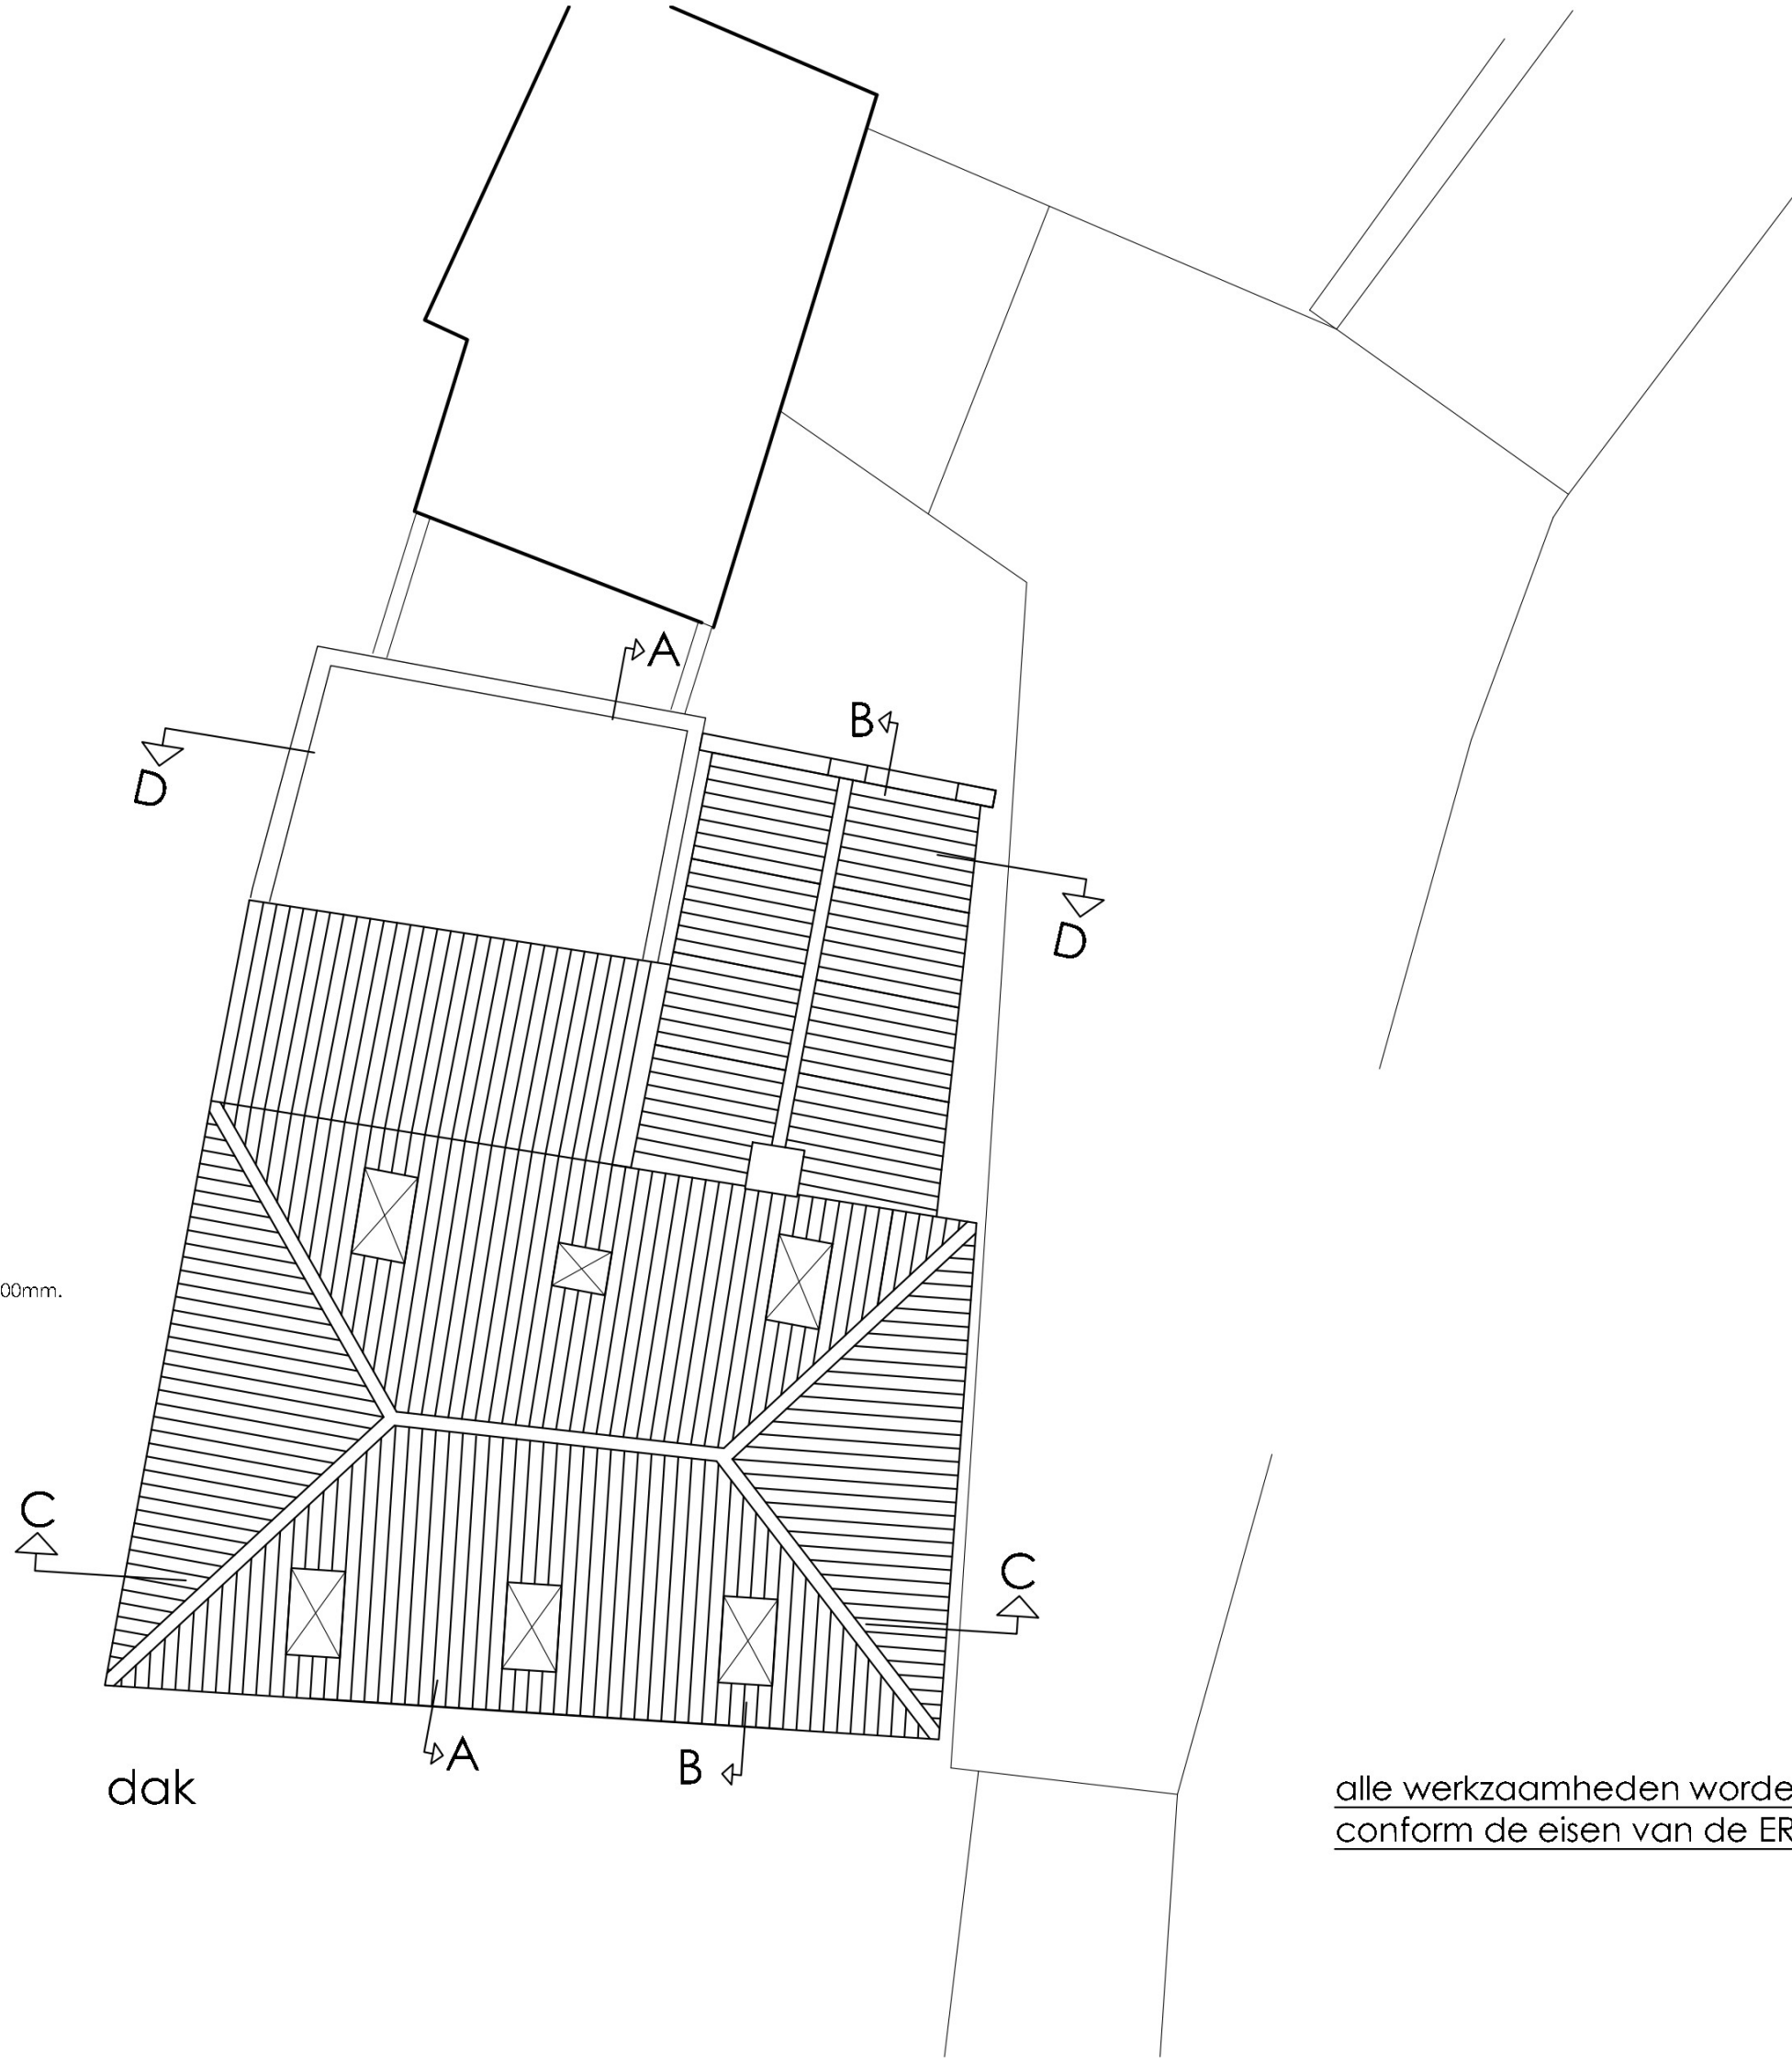 A
B
D
D
00mm.
C
C
A
B
dak
alle werkzaamheden worde
conform de eisen van de ER